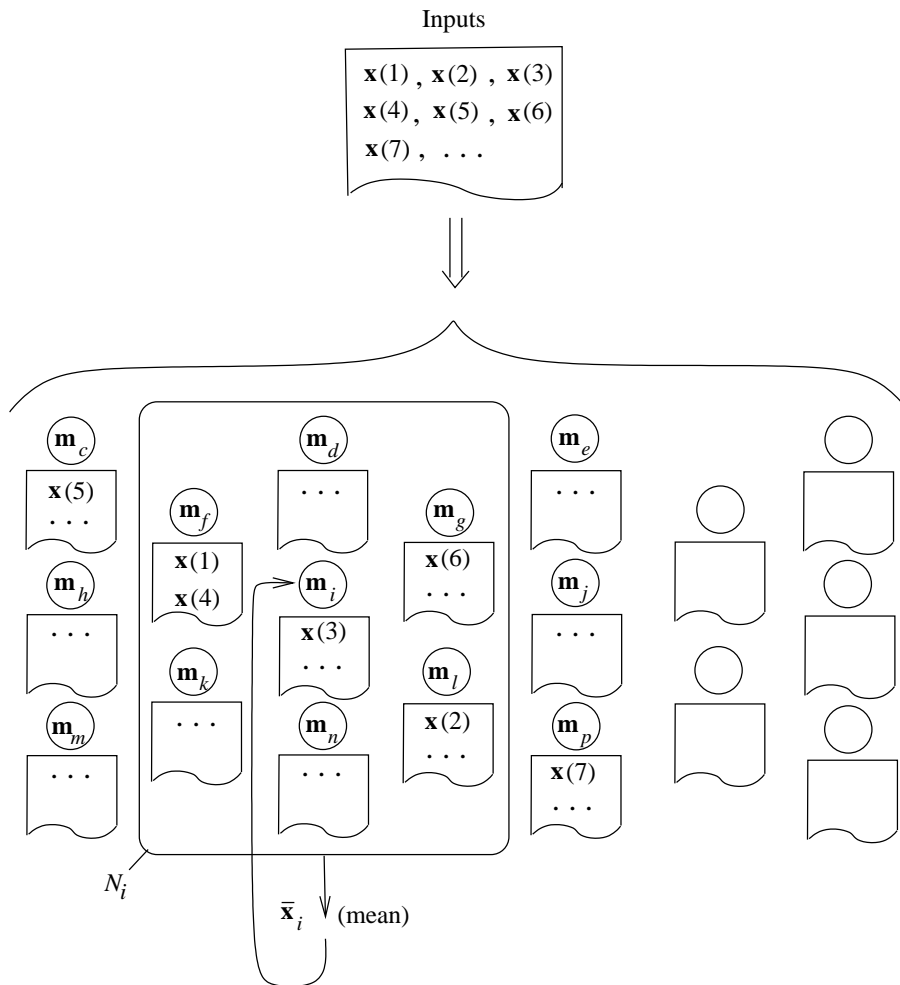 Inputs
x(1) , x(2) , x(3)
x(4) , x(5) , x(6)
x(7) , . . .
m_c
x(5)
. . .
m_d
. . .
m_e
. . .
m_f
x(1)
x(4)
m_g
x(6)
. . .
m_h
. . .
m_i
x(3)
. . .
m_j
. . .
m_k
. . .
m_l
x(2)
. . .
m_m
. . .
m_n
. . .
m_p
x(7)
. . .
N_i
x̄_i (mean)